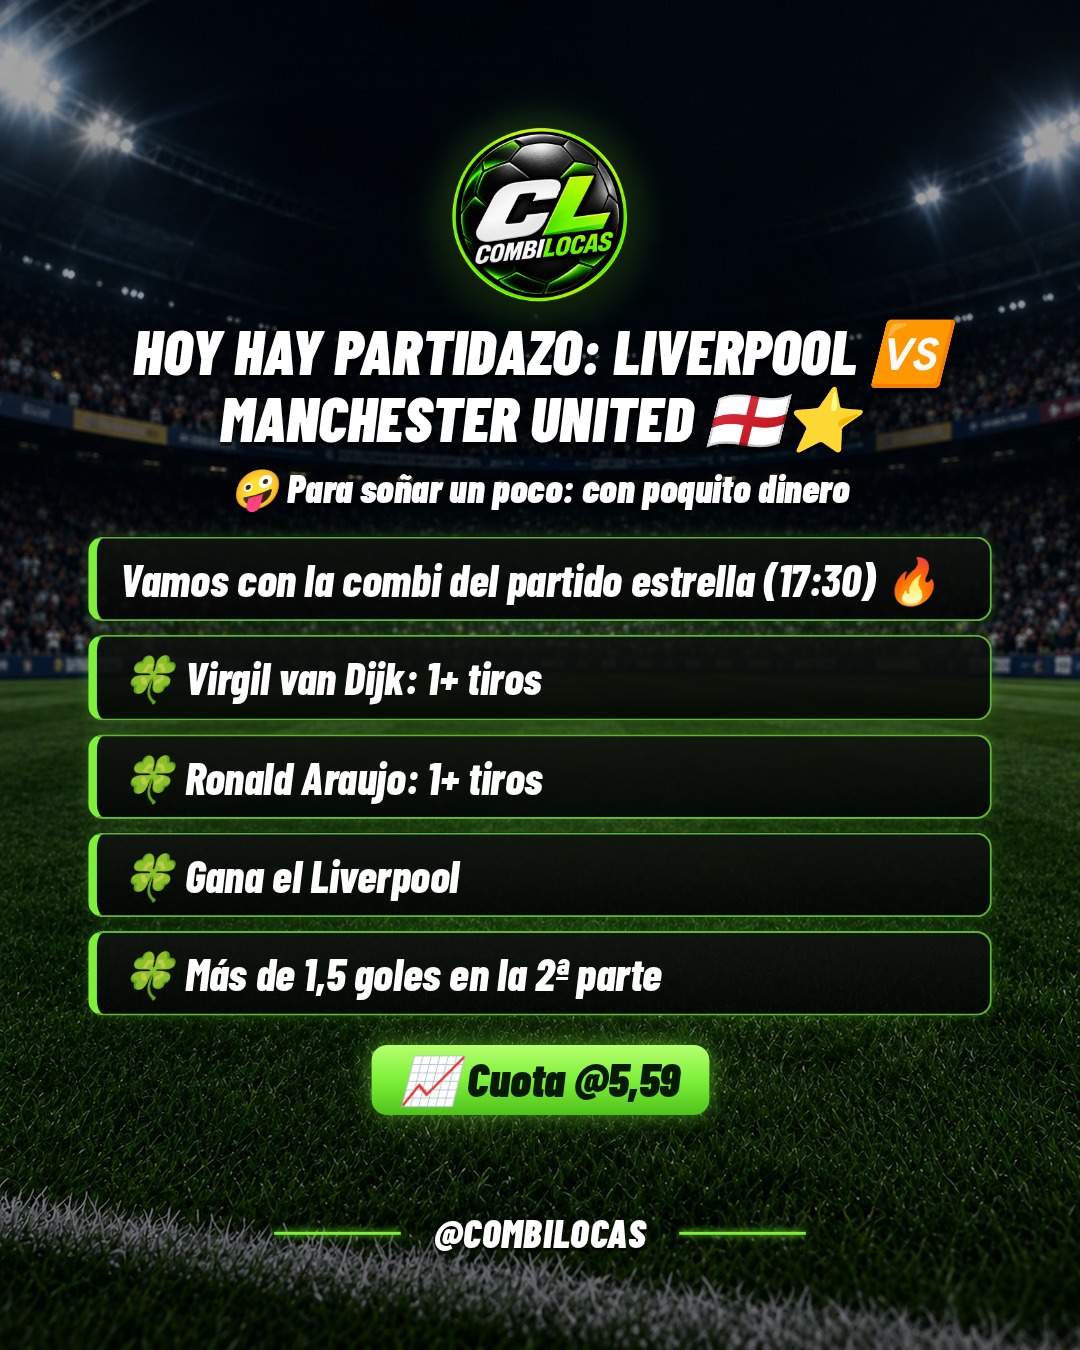 CL
COMBILOCAS
HOY HAY PARTIDAZO: LIVERPOOL 🆚
MANCHESTER UNITED 🏴󠁧󠁢󠁥󠁮󠁧󠁿⭐
🤪 Para soñar un poco: con poquito dinero
Vamos con la combi del partido estrella (17:30) 🔥
🍀 Virgil van Dijk: 1+ tiros
🍀 Ronald Araujo: 1+ tiros
🍀 Gana el Liverpool
🍀 Más de 1,5 goles en la 2ª parte
📈 Cuota @5,59
@COMBILOCAS